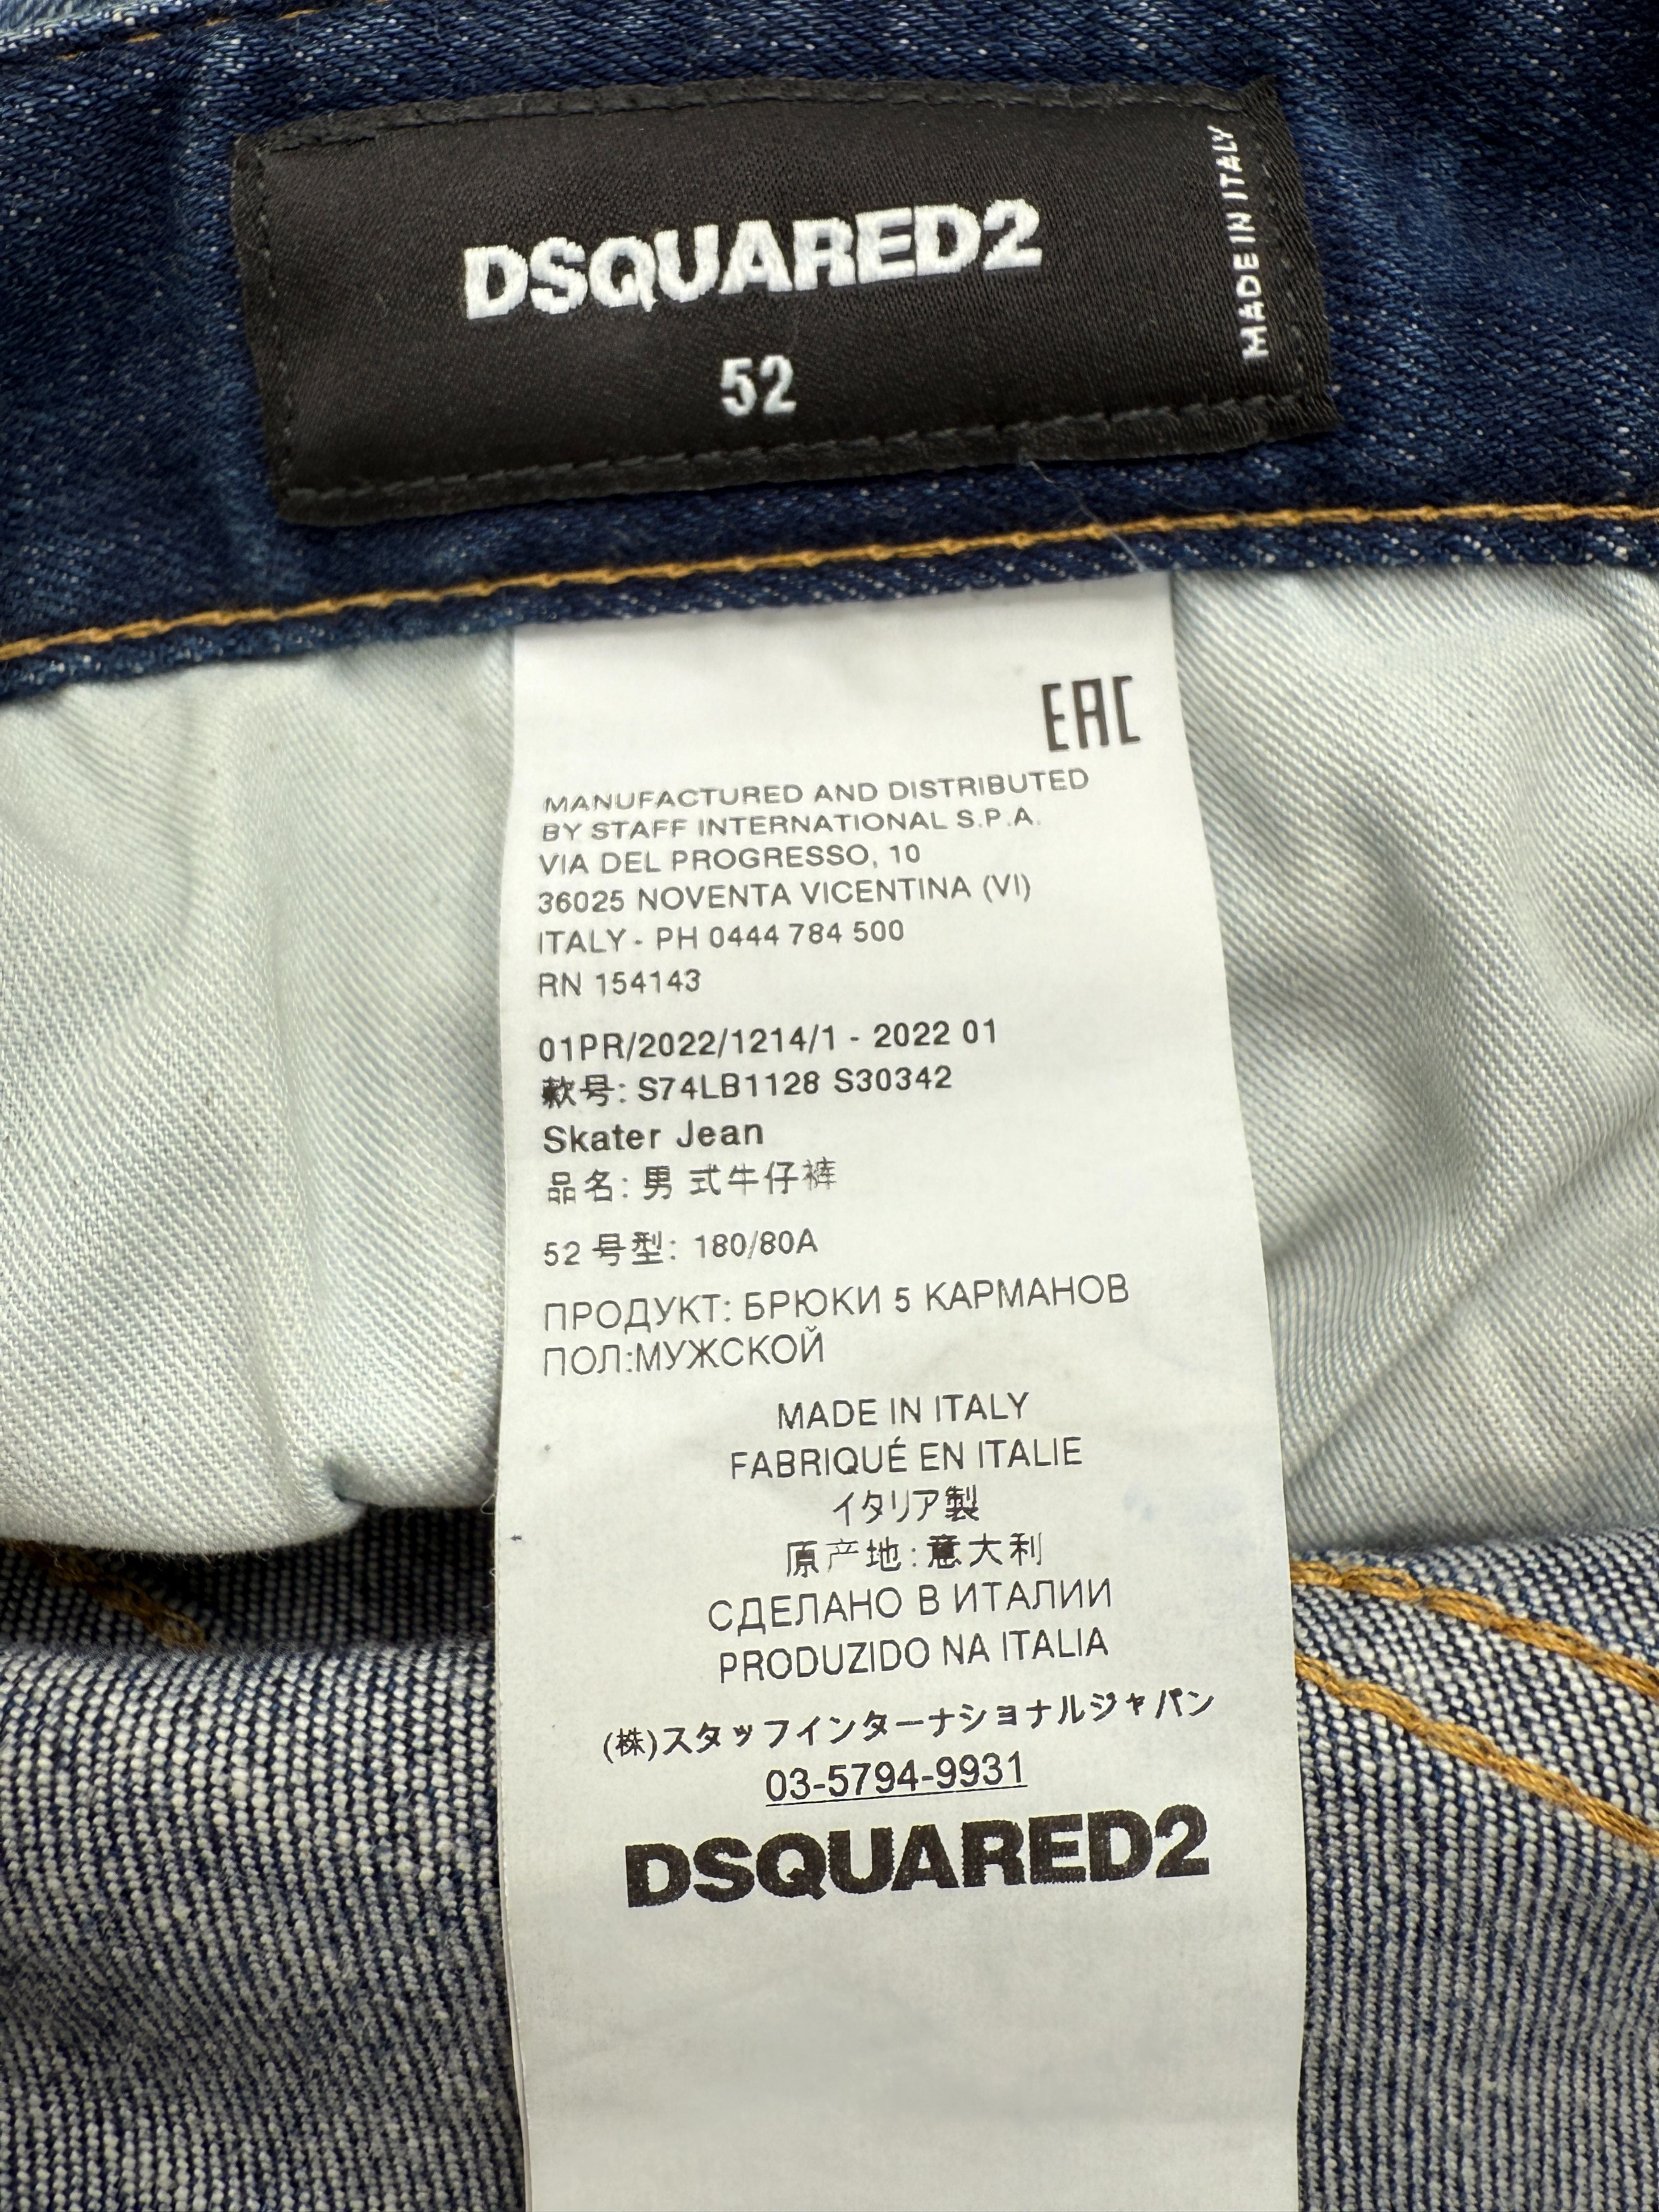 DSQUARED2
52
MADE IN ITALY
EAC
MANUFACTURED AND DISTRIBUTED
BY STAFF INTERNATIONAL S.P.A.
VIA DEL PROGRESSO, 10
36025 NOVENTA VICENTINA (VI)
ITALY - PH 0444 784 500
RN 154143
01PR/2022/1214/1 - 2022 01
款号: S74LB1128 S30342
Skater Jean
品名: 男 式牛仔裤
52 号型: 180/80A
ПРОДУКТ: БРЮКИ 5 КАРМАНОВ
ПОЛ:МУЖСКОЙ
MADE IN ITALY
FABRIQUÉ EN ITALIE
イタリア製
原产地: 意大利
СДЕЛАНО В ИТАЛИИ
PRODUZIDO NA ITALIA
(株)スタッフインターナショナルジャパン
03-5794-9931
DSQUARED2